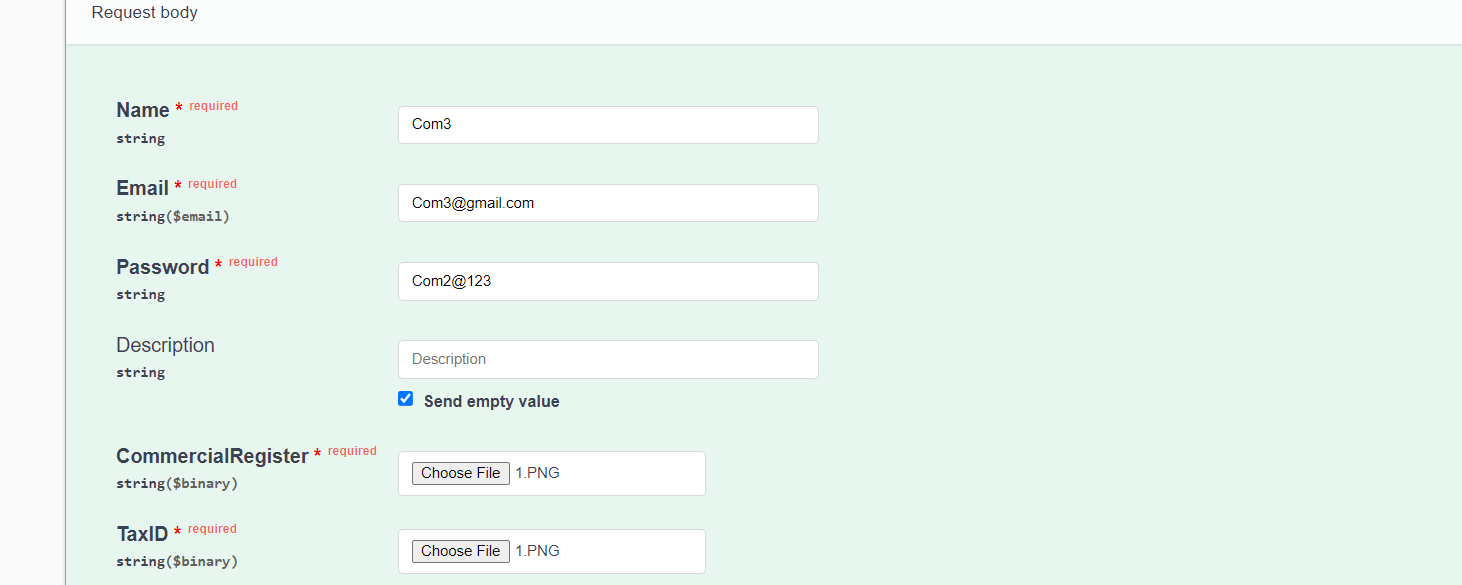 Request body
Name * required
string
Com3
Email * required
string($email)
Com3@gmail.com
Password * required
string
Com2@123
Description
string
Description
Send empty value
CommercialRegister * required
string($binary)
Choose File 1.PNG
TaxID * required
string($binary)
Choose File 1.PNG